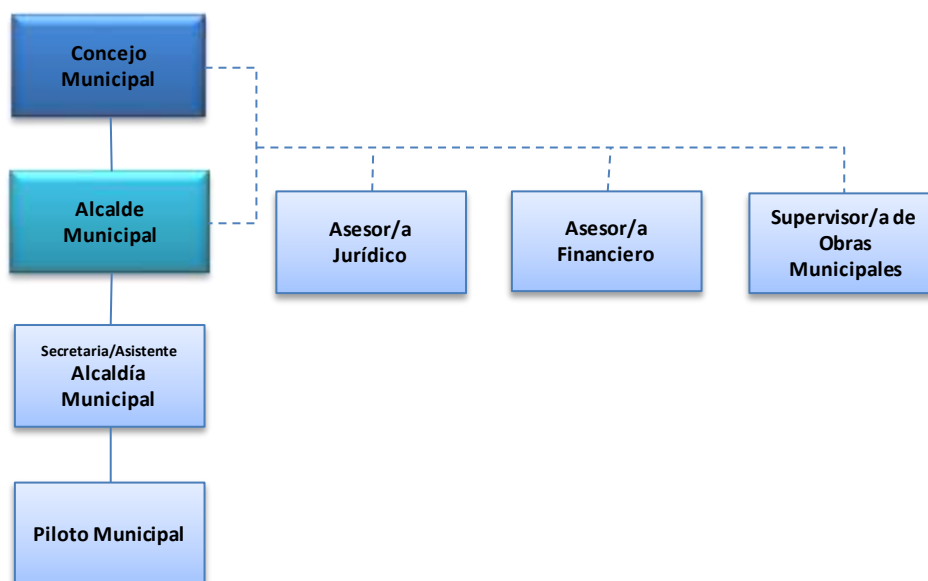 Concejo
Municipal
Alcalde
Municipal
Asesor/a
Jurídico
Asesor/a
Financiero
Supervisor/a de
Obras
Municipales
Secretaria/Asistente
Alcaldía
Municipal
Piloto Municipal